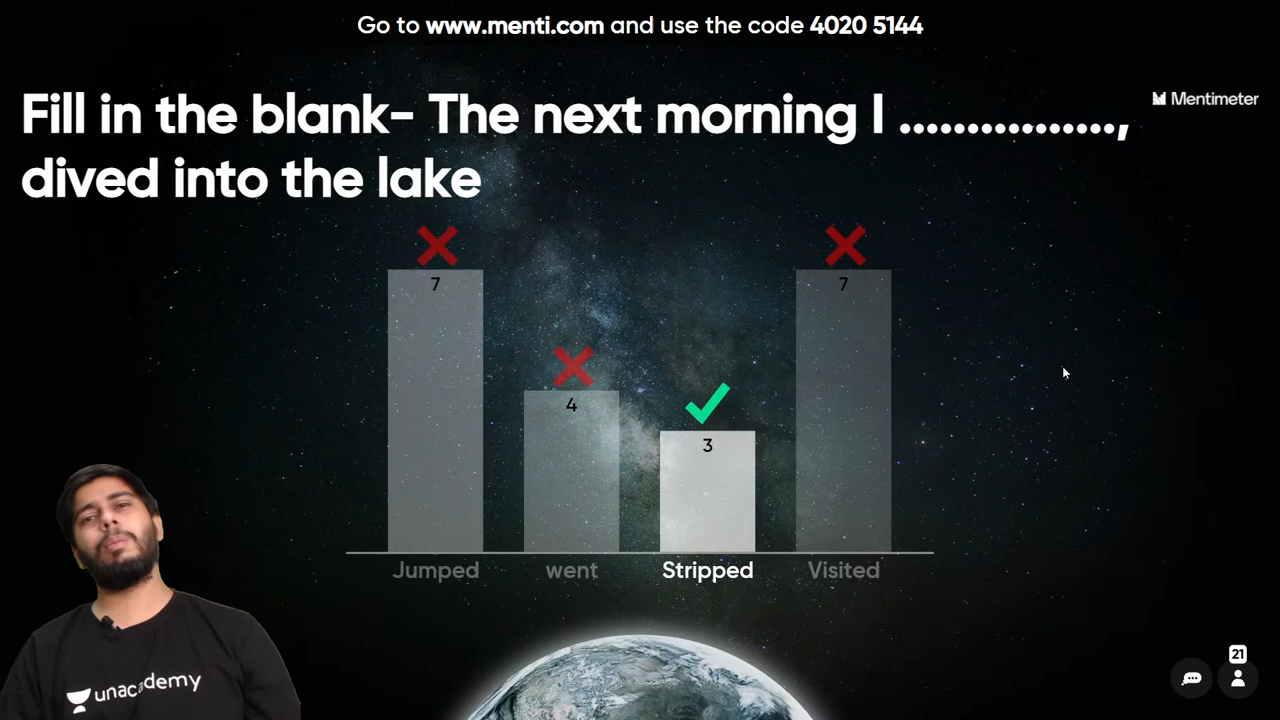 Go to www.menti.com and use the code 4020 5144
Mentimeter
Fill in the blank- The next morning I ................,
dived into the lake
7
7
4
3
Jumped went Stripped Visited
unacademy
21